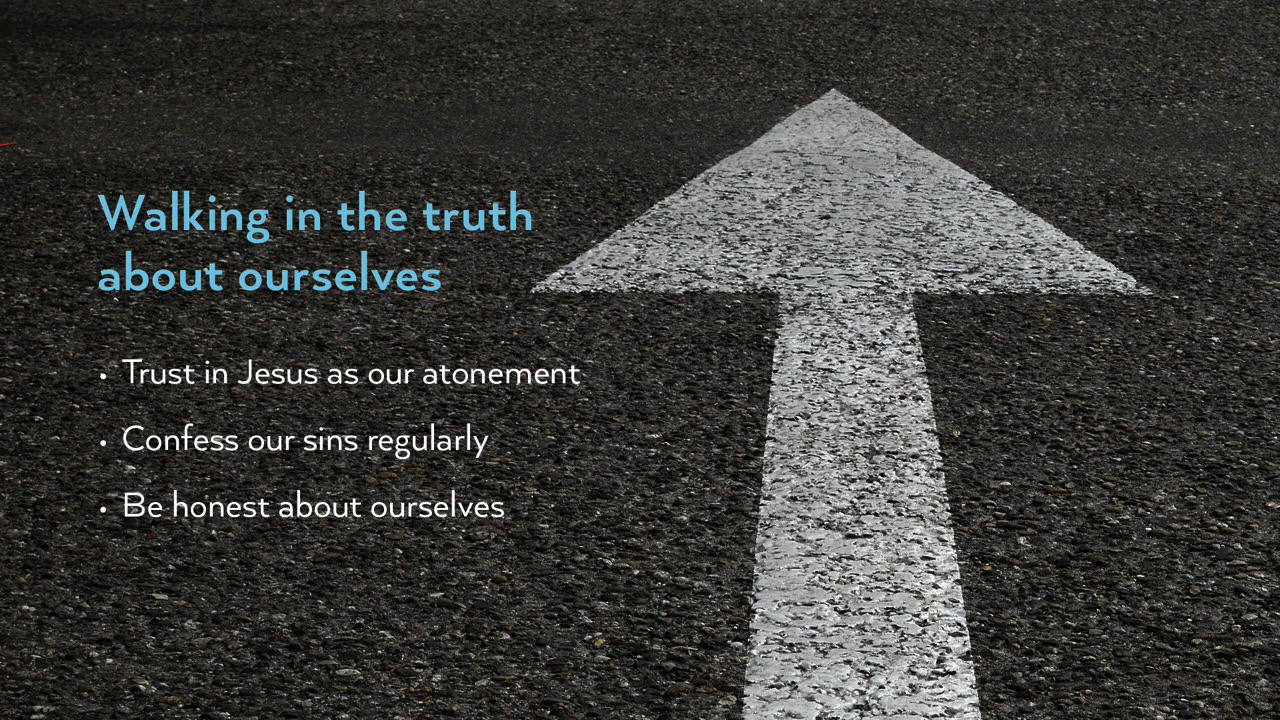 Walking in the truth
about ourselves
• Trust in Jesus as our atonement
• Confess our sins regularly
• Be honest about ourselves